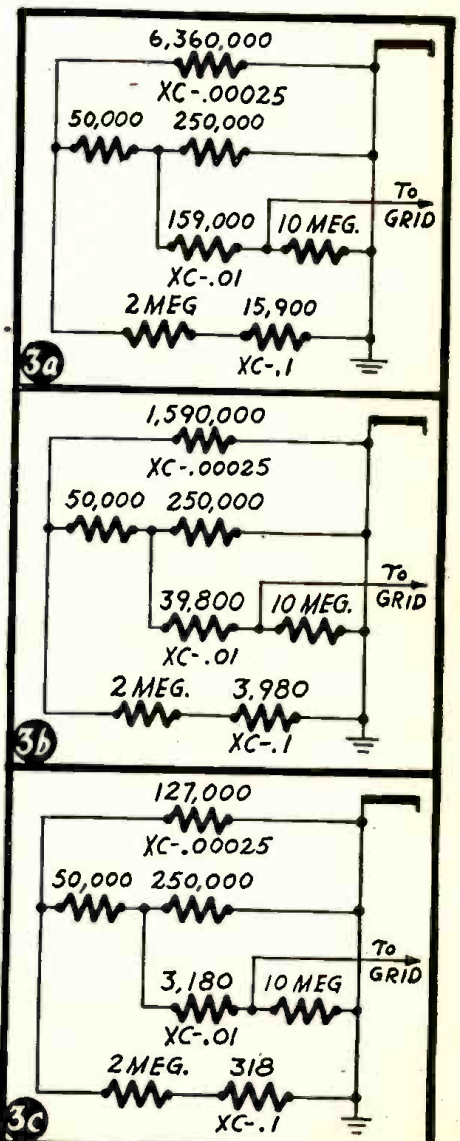 6,360,000
XC-.00025
50,000 250,000
To
GRID
159,000 10 MEG.
XC-.01
2 MEG 15,900
XC-.1
3a
1,590,000
XC-.00025
50,000 250,000
To
GRID
39,800 10 MEG.
XC-.01
2 MEG. 3,980
XC-.1
3b
127,000
XC-.00025
50,000 250,000
To
GRID
3,180 10 MEG
XC-.01
2 MEG. 318
XC-.1
3c